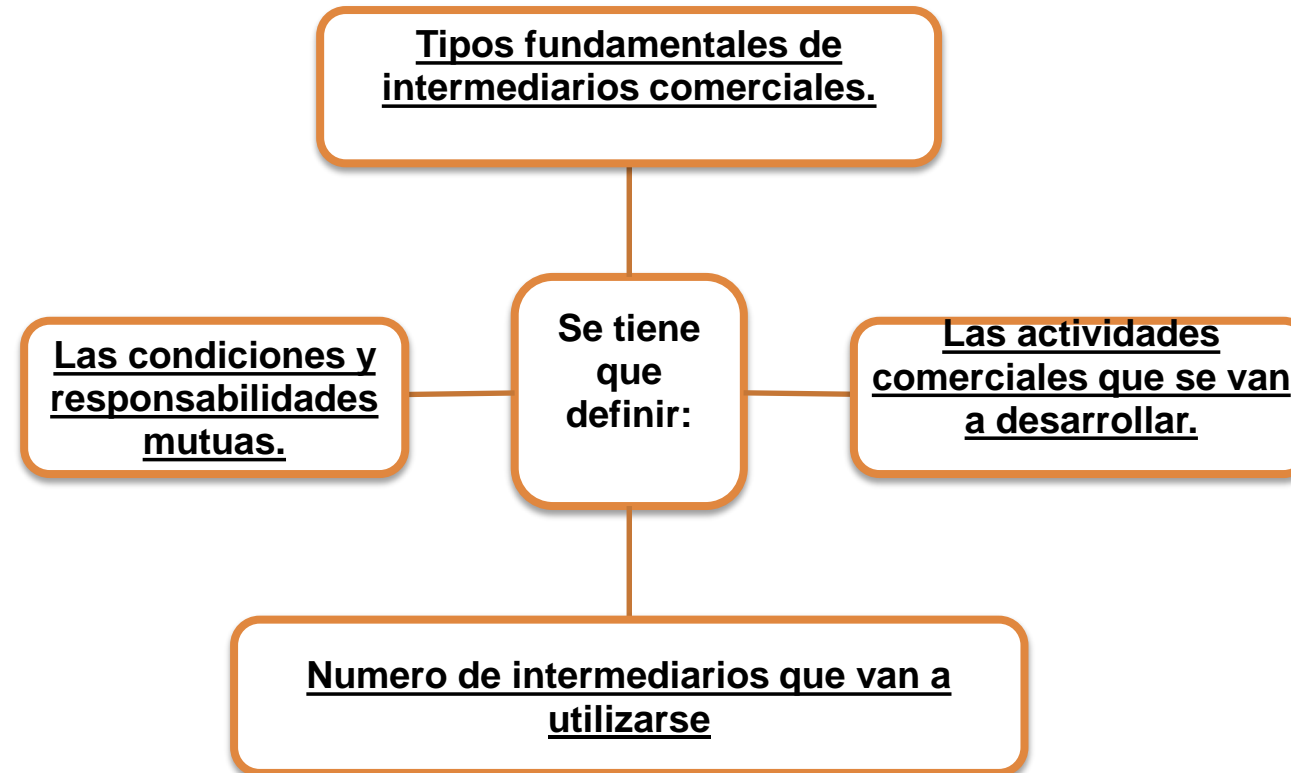 Tipos fundamentales de
intermediarios comerciales.
Se tiene
que
definir:
Las condiciones y
responsabilidades
mutuas.
Las actividades
comerciales que se van
a desarrollar.
Numero de intermediarios que van a
utilizarse